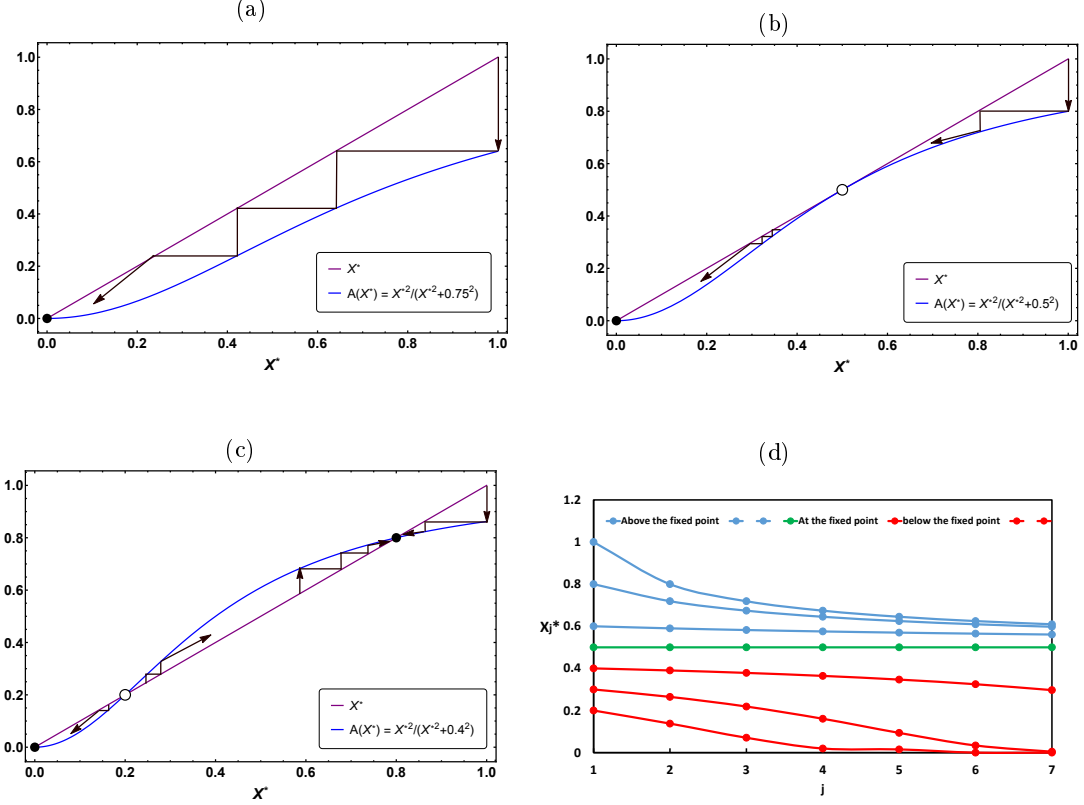 (a)
1.0
0.8
0.6
0.4
0.2
0.0
X*
A(X*) = X*²/(X*²+0.75²)
0.0 0.2 0.4 0.6 0.8 1.0
X*
(b)
1.0
0.8
0.6
0.4
0.2
0.0
X*
A(X*) = X*²/(X*²+0.5²)
0.0 0.2 0.4 0.6 0.8 1.0
X*
(c)
1.0
0.8
0.6
0.4
0.2
0.0
X*
A(X*) = X*²/(X*²+0.4²)
0.0 0.2 0.4 0.6 0.8 1.0
X*
(d)
1.2
Above the fixed point At the fixed point below the fixed point
1
0.8
Xj* 0.6
0.4
0.2
0
1 2 3 4 5 6 7
j